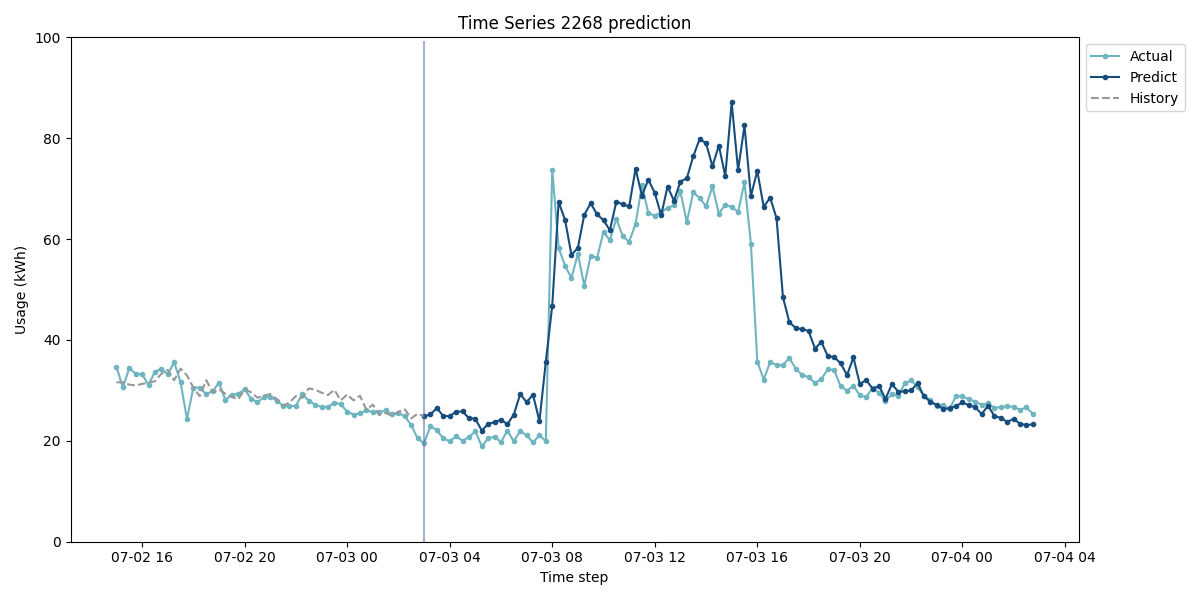 Time Series 2268 prediction
100
80
60
40
20
0
Usage (kWh)
07-02 16
07-02 20
07-03 00
07-03 04
07-03 08
07-03 12
07-03 16
07-03 20
07-04 00
07-04 04
Time step
Actual
Predict
History